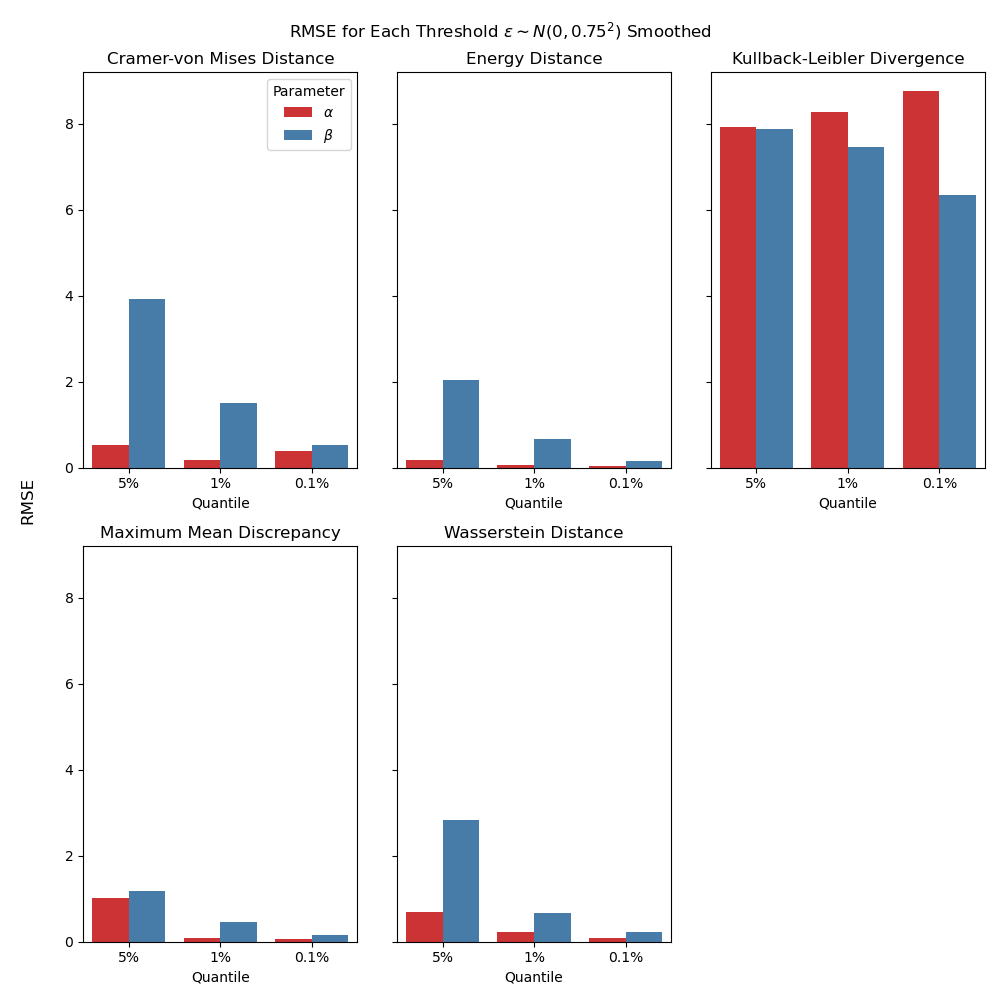 RMSE for Each Threshold ε ∼ N(0, 0.75²) Smoothed
Cramer-von Mises Distance
Parameter
α
β
8
6
4
2
0
5% 1% 0.1%
Quantile
Energy Distance
5% 1% 0.1%
Quantile
Kullback-Leibler Divergence
5% 1% 0.1%
Quantile
RMSE
Maximum Mean Discrepancy
8
6
4
2
0
5% 1% 0.1%
Quantile
Wasserstein Distance
5% 1% 0.1%
Quantile